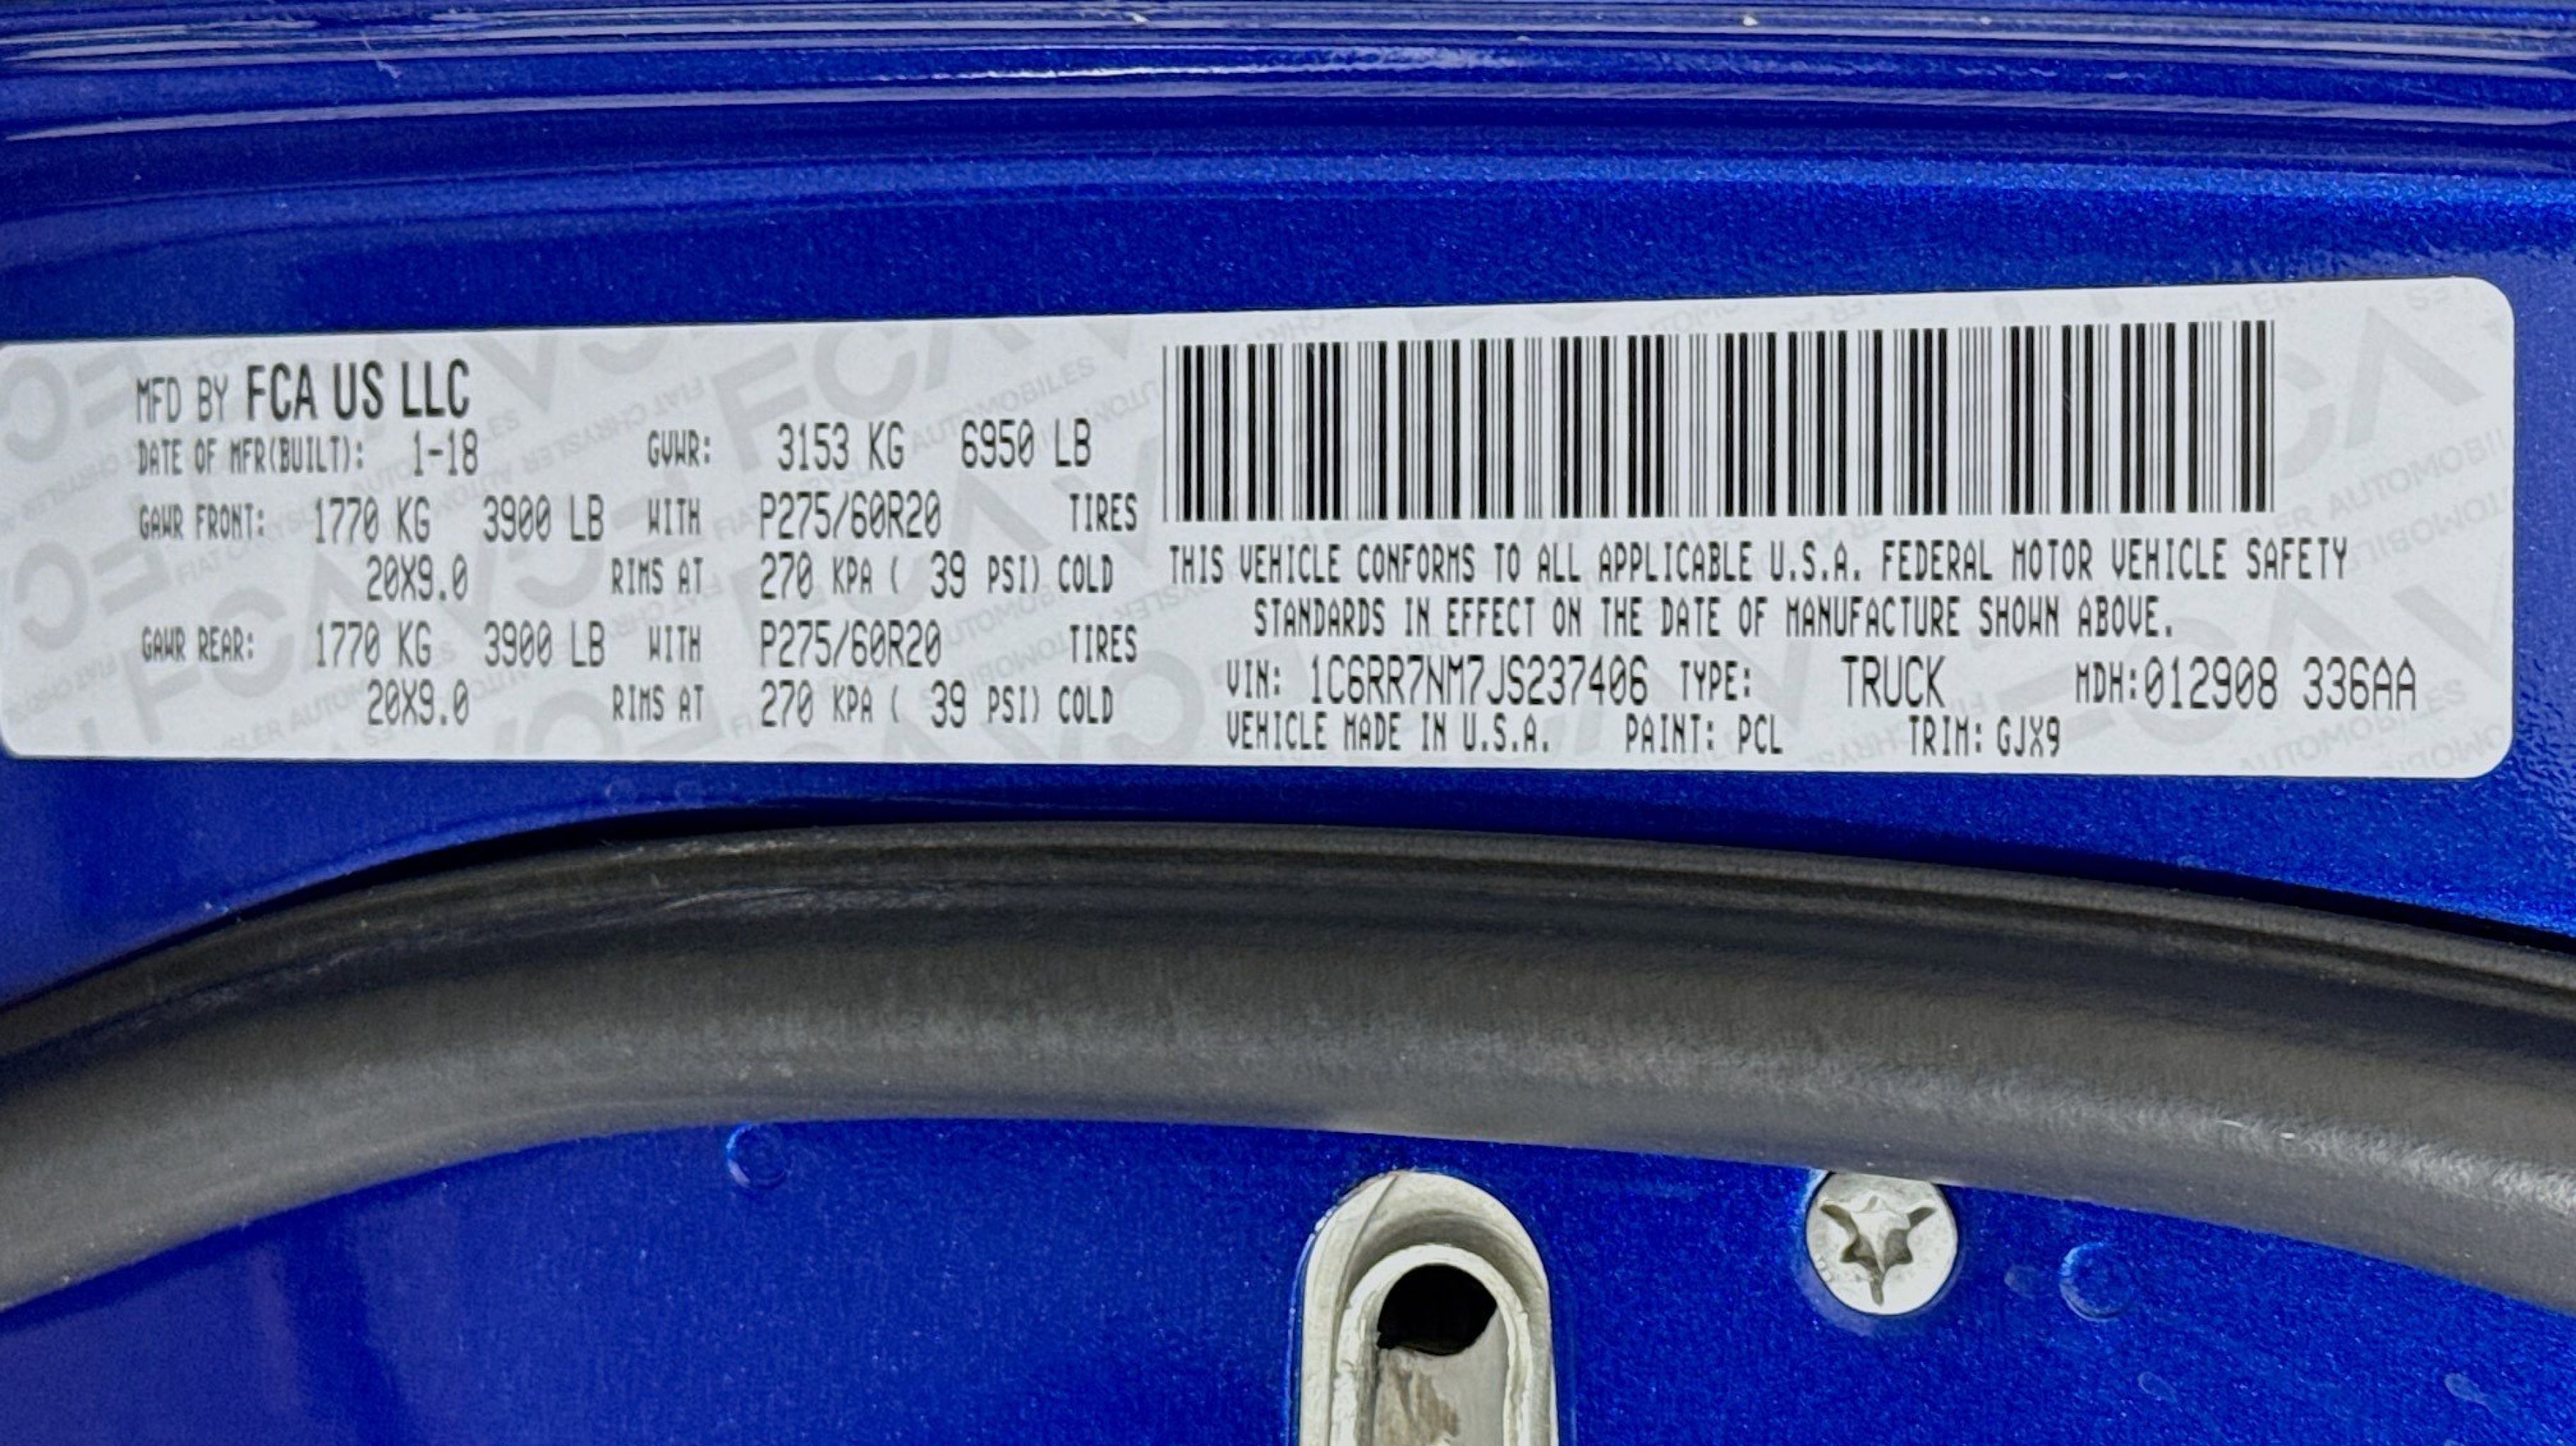 MFD BY FCA US LLC
DATE OF MFR(BUILT): 1-18 GVWR: 3153 KG 6950 LB
GAWR FRONT: 1770 KG 3900 LB WITH P275/60R20 TIRES
20X9.0 RIMS AT 270 KPA ( 39 PSI) COLD
GAWR REAR: 1770 KG 3900 LB WITH P275/60R20 TIRES
20X9.0 RIMS AT 270 KPA ( 39 PSI) COLD
THIS VEHICLE CONFORMS TO ALL APPLICABLE U.S.A. FEDERAL MOTOR VEHICLE SAFETY
STANDARDS IN EFFECT ON THE DATE OF MANUFACTURE SHOWN ABOVE.
VIN: 1C6RR7NM7JS237406 TYPE: TRUCK MDH:012908 336AA
VEHICLE MADE IN U.S.A. PAINT: PCL TRIM: GJX9